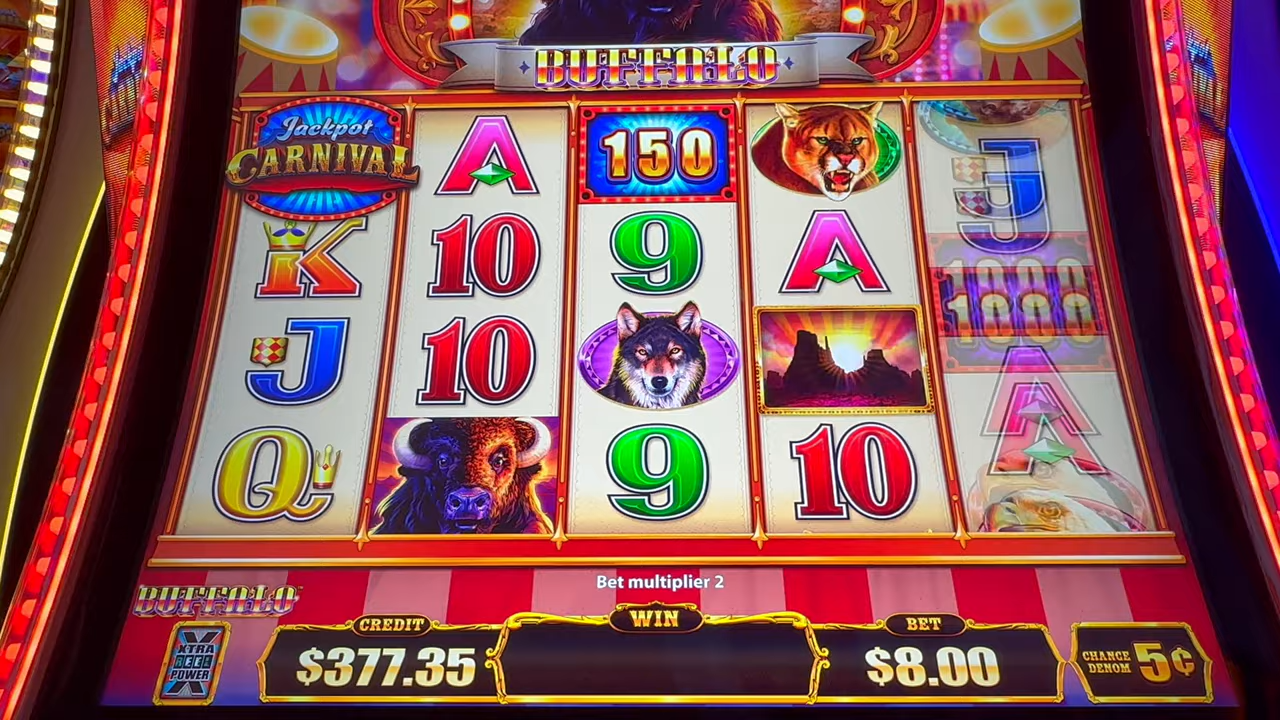 BUFFALO
Jackpot
CARNIVAL
A
150
J
K
10
9
A
1000
J
10
A
Q
9
10
Bet multiplier 2
BUFFALO
XTRA
REEL
POWER
CREDIT
WIN
BET
$377.35
$8.00
CHANGE
DENOM
5¢